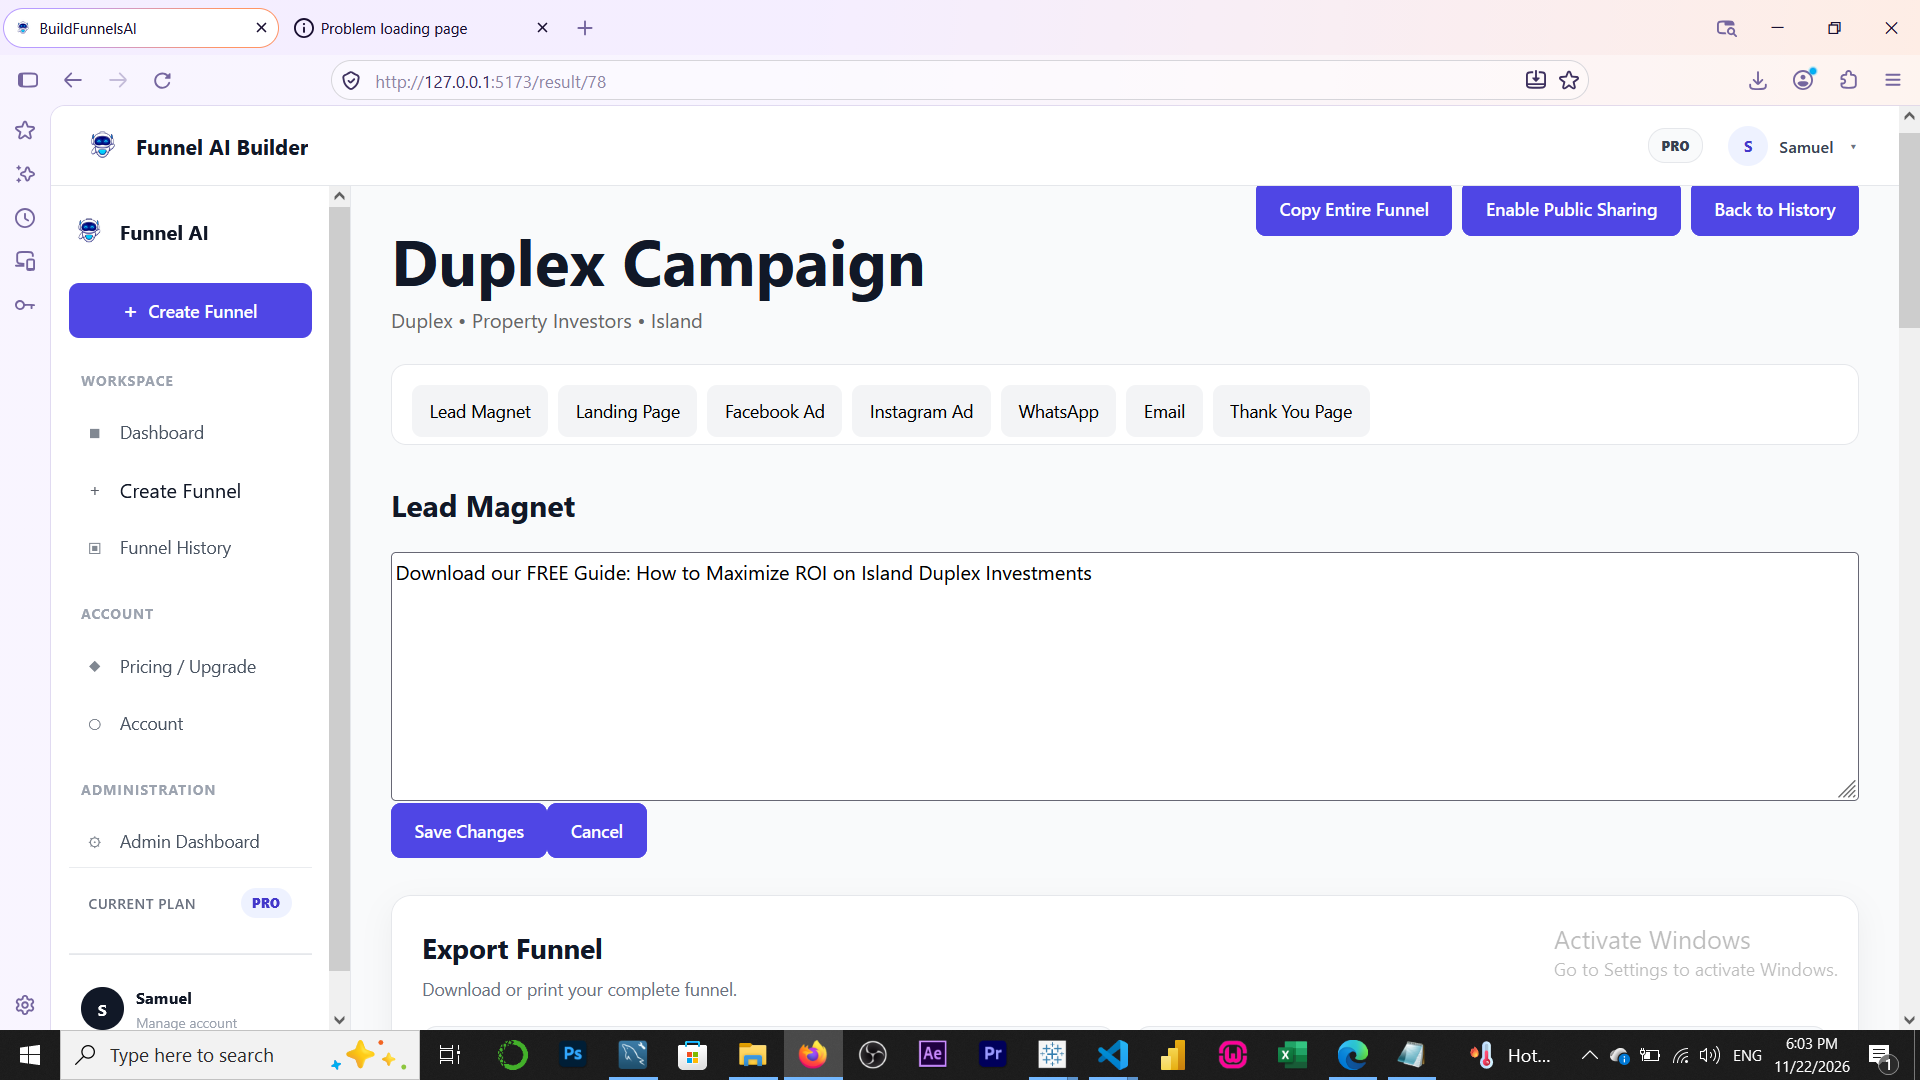 BuildFunnelsAI
Problem loading page
http://127.0.0.1:5173/result/78
Funnel AI Builder
PRO
S
Samuel
Funnel AI
+ Create Funnel
WORKSPACE
Dashboard
+ Create Funnel
Funnel History
ACCOUNT
Pricing / Upgrade
Account
ADMINISTRATION
Admin Dashboard
CURRENT PLAN
PRO
S
Samuel
Manage account
Copy Entire Funnel
Enable Public Sharing
Back to History
Duplex Campaign
Duplex • Property Investors • Island
Lead Magnet
Landing Page
Facebook Ad
Instagram Ad
WhatsApp
Email
Thank You Page
Lead Magnet
Download our FREE Guide: How to Maximize ROI on Island Duplex Investments
Save Changes
Cancel
Export Funnel
Download or print your complete funnel.
Activate Windows
Go to Settings to activate Windows.
Type here to search
Ps
Ae
Pr
Hot...
ENG
6:03 PM
11/22/2026
1